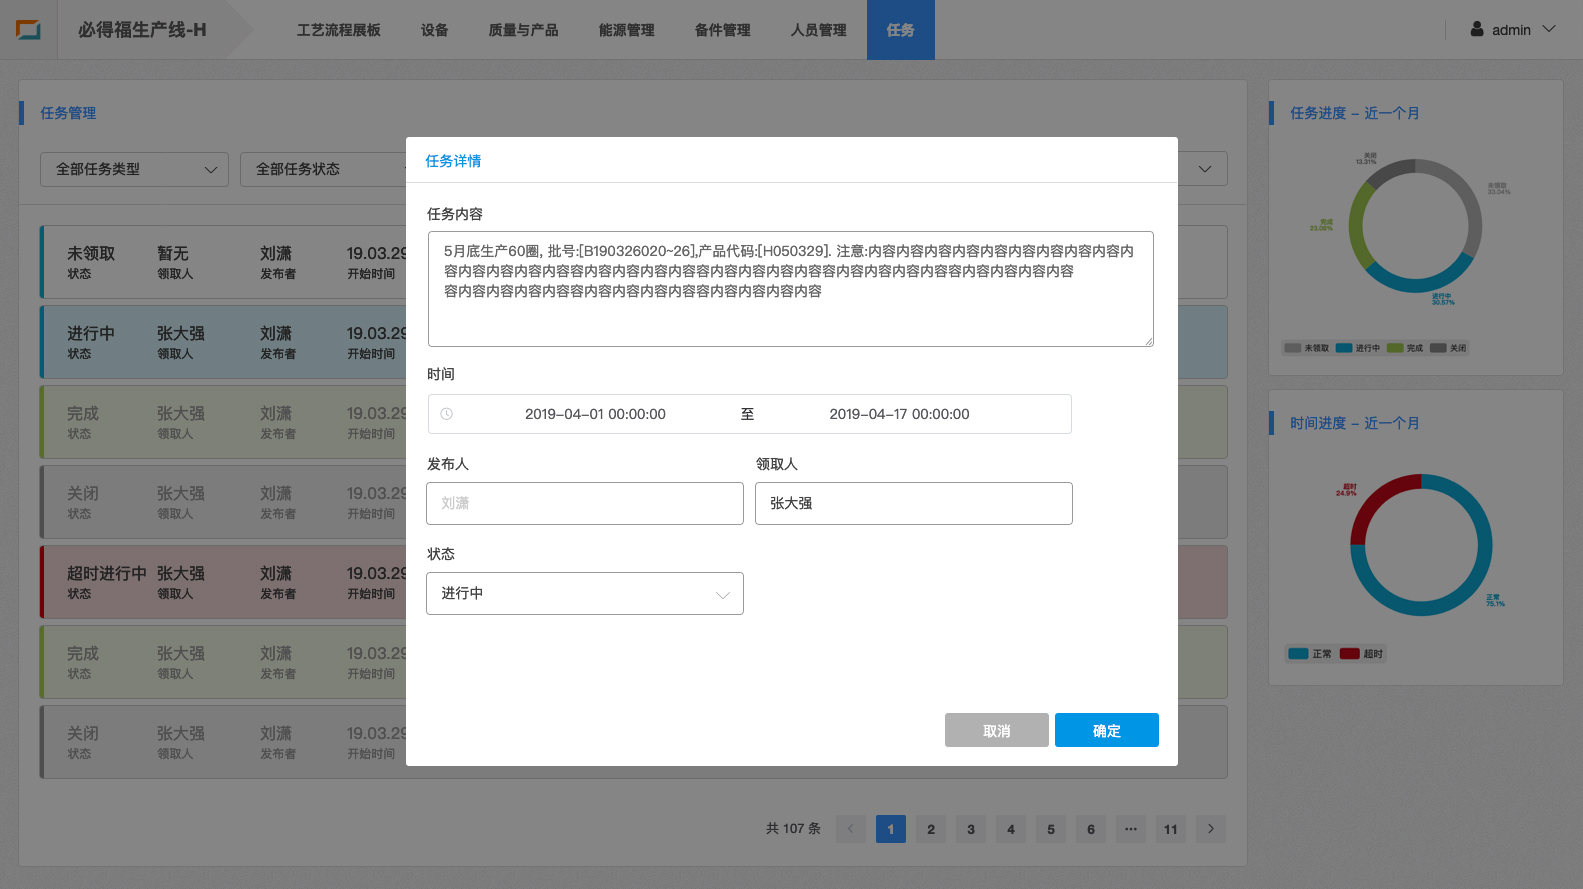 必得福生产线-H
工艺流程展板
设备
质量与产品
能源管理
备件管理
人员管理
任务
admin
任务管理
全部任务类型
全部任务状态
未领取 暂无 刘潇 19.03.29
状态 领取人 发布者 开始时间
进行中 张大强 刘潇 19.03.29
状态 领取人 发布者 开始时间
完成 张大强 刘潇 19.03.29
状态 领取人 发布者 开始时间
关闭 张大强 刘潇 19.03.29
状态 领取人 发布者 开始时间
超时进行中 张大强 刘潇 19.03.29
状态 领取人 发布者 开始时间
完成 张大强 刘潇 19.03.29
状态 领取人 发布者 开始时间
关闭 张大强 刘潇 19.03.29
状态 领取人 发布者 开始时间
共 107 条
1 2 3 4 5 6 ··· 11
任务详情
任务内容
5月底生产60圈, 批号:[B190326020~26],产品代码:[H050329]. 注意:内容内容内容内容内容内容内容内容内容内
容内容内容内容内容容内容内容内容内容内容内容内容内容容内容内容内容内容容内容内容内容内容
容内容内容内容容内容内容内容内容容内容内容内容内容
时间
2019-04-01 00:00:00 至 2019-04-17 00:00:00
发布人 领取人
刘潇 张大强
状态
进行中
取消 确定
任务进度 – 近一个月
关闭
13.31%
未领取
33.04%
完成
23.08%
进行中
30.57%
未领取 进行中 完成 关闭
时间进度 – 近一个月
超时
24.9%
正常
75.1%
正常 超时